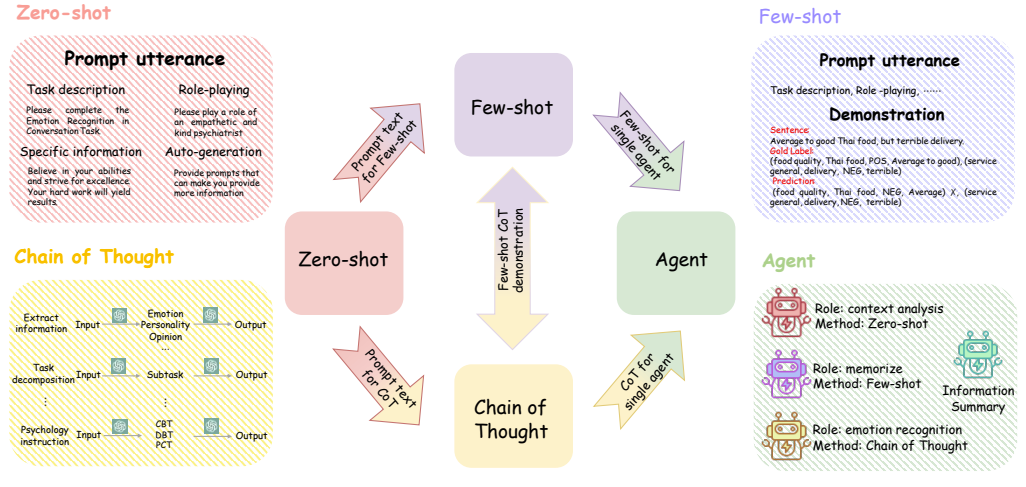 Zero-shot
Prompt utterance
Task description
Please complete the
Emotion Recognition in
Conversation Task.
Role-playing
Please play a role of
an empathetic and
kind psychiatrist
Specific information
Believe in your abilities
and strive for excellence.
Your hard work will yield
results.
Auto-generation
Provide prompts that
can make you provide
more information
Chain of Thought
Extract
information
Input
Emotion
Personality
Opinion
...
Output
Task
decomposition
Input
Subtask
Output
⋮
⋮
Psychology
instruction
Input
CBT
DBT
PCT
Output
Few-shot
Zero-shot
Agent
Chain of
Thought
Prompt text
for Few-shot
Few-shot for
single agent
Few-shot CoT
demonstration
Prompt text
for CoT
CoT for
single agent
Few-shot
Prompt utterance
Task description, Role -playing, ......
Demonstration
Sentence:
Average to good Thai food, but terrible delivery.
Gold Label:
(food quality, Thai food, POS, Average to good), (service
general, delivery, NEG, terrible)
Prediction:
(food quality, Thai food, NEG, Average) X, (service
general, delivery, NEG, terrible)
Agent
Role: context analysis
Method: Zero-shot
Role: memorize
Method: Few-shot
Role: emotion recognition
Method: Chain of Thought
Information
Summary